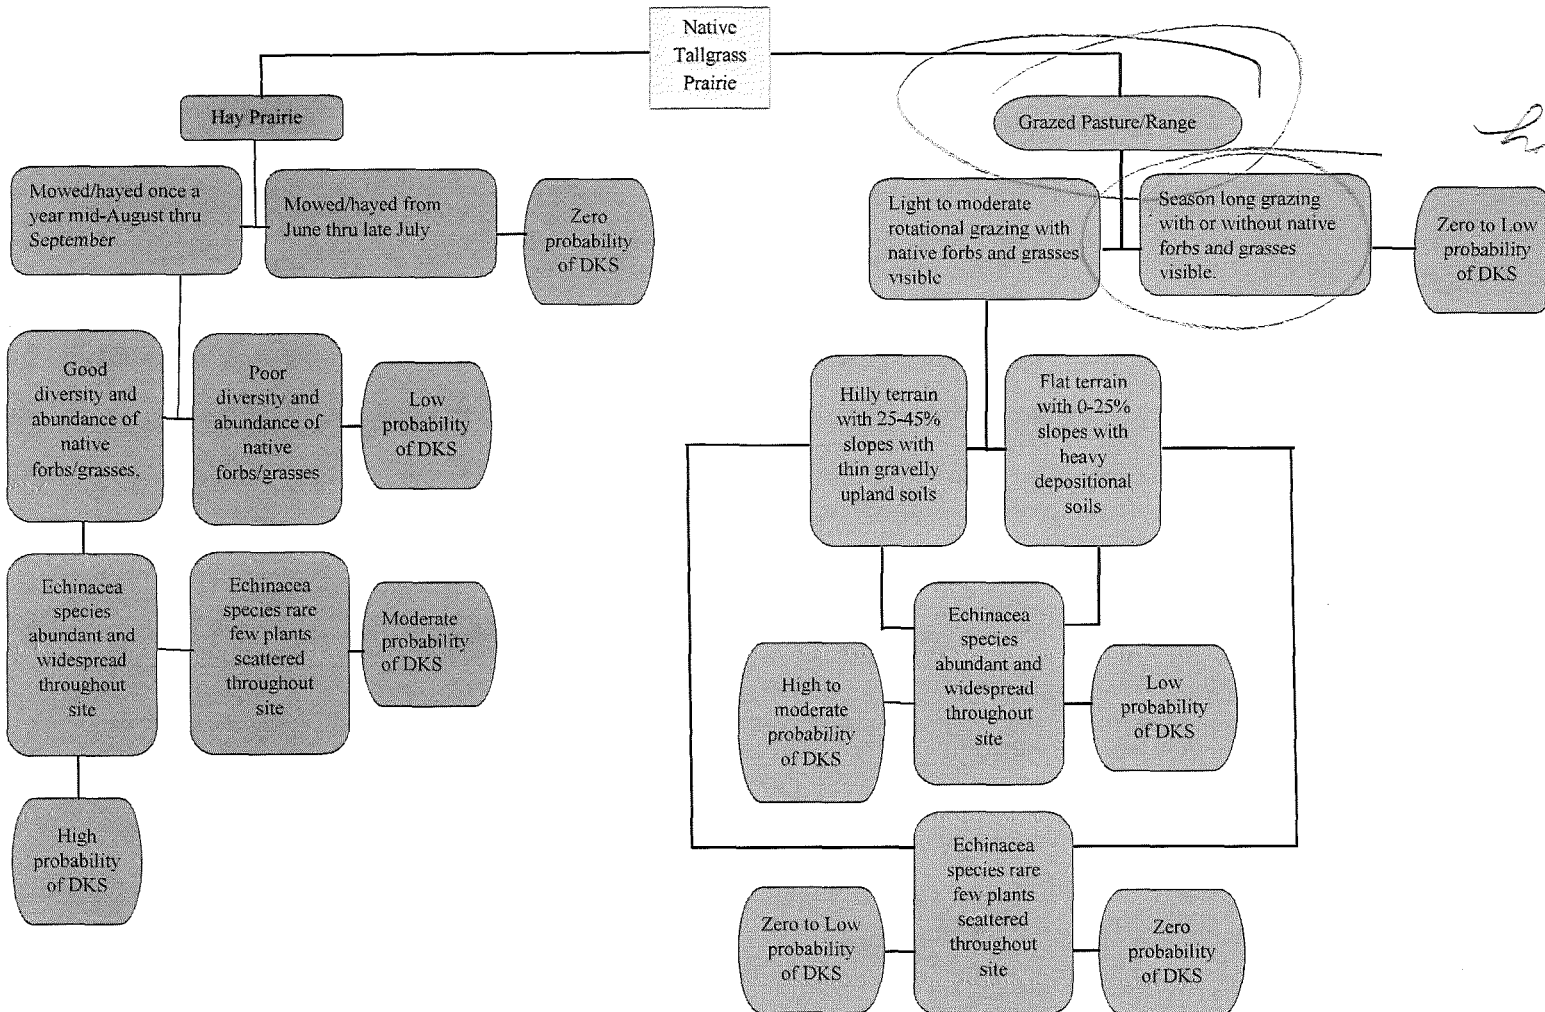 Native
Tallgrass
Prairie
Hay Prairie
Grazed Pasture/Range
Mowed/hayed once a
year mid-August thru
September
Mowed/hayed from
June thru late July
Zero
probability
of DKS
Light to moderate
rotational grazing with
native forbs and grasses
visible
Season long grazing
with or without native
forbs and grasses
visible.
Zero to Low
probability
of DKS
Good
diversity and
abundance of
native
forbs/grasses.
Poor
diversity and
abundance of
native
forbs/grasses
Low
probability
of DKS
Hilly terrain
with 25-45%
slopes with
thin gravelly
upland soils
Flat terrain
with 0-25%
slopes with
heavy
depositional
soils
Echinacea
species
abundant and
widespread
throughout
site
Echinacea
species rare
few plants
scattered
throughout
site
Moderate
probability
of DKS
High
probability
of DKS
Echinacea
species
abundant and
widespread
throughout
site
High to
moderate
probability
of DKS
Low
probability
of DKS
Echinacea
species rare
few plants
scattered
throughout
site
Zero to Low
probability
of DKS
Zero
probability
of DKS